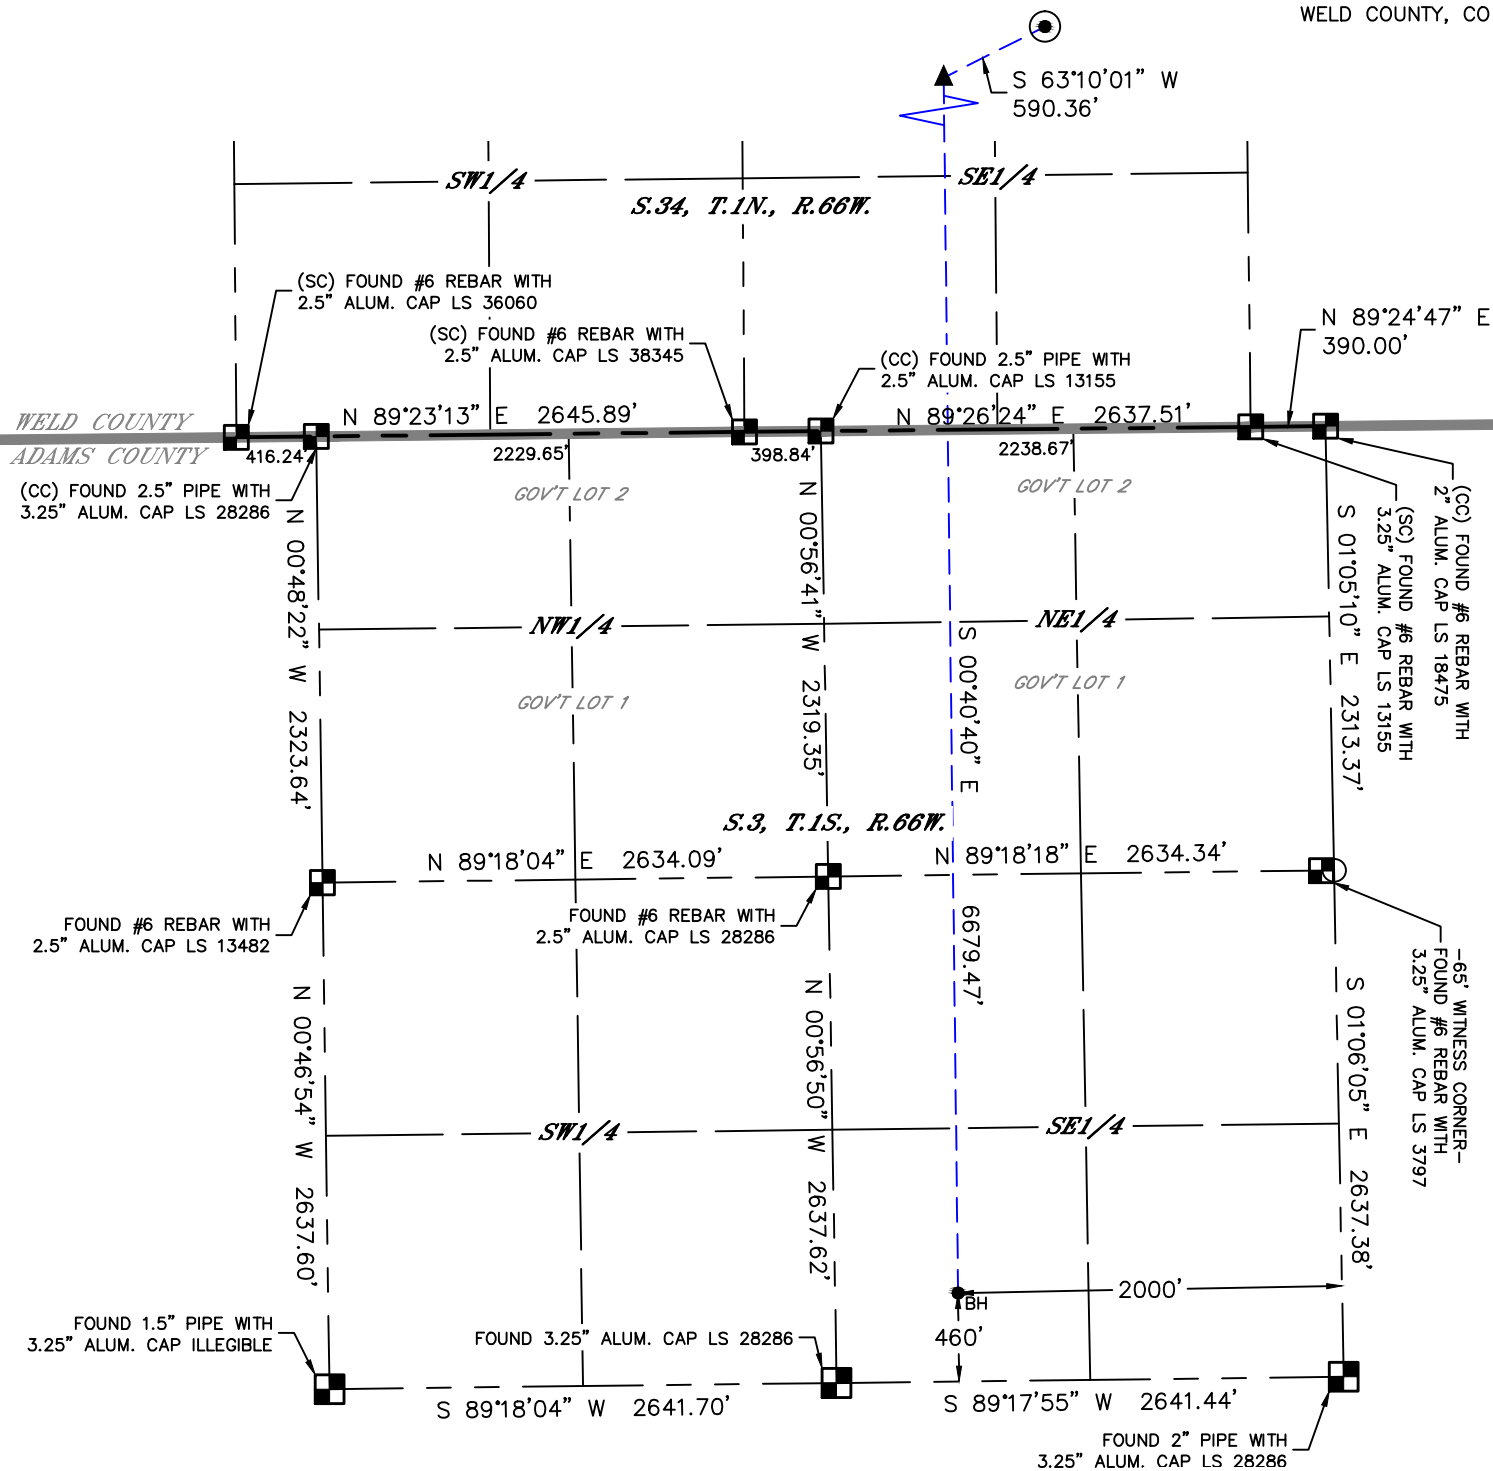 WELD COUNTY, CO
S 63°10'01" W
590.36'
SW1/4
SE1/4
S.34, T.1N., R.66W.
(SC) FOUND #6 REBAR WITH
2.5" ALUM. CAP LS 36060
(SC) FOUND #6 REBAR WITH
2.5" ALUM. CAP LS 38345
(CC) FOUND 2.5" PIPE WITH
2.5" ALUM. CAP LS 13155
N 89°24'47" E
390.00'
WELD COUNTY
ADAMS COUNTY
N 89°23'13" E 2645.89'
N 89°26'24" E 2637.51'
416.24'
2229.65'
398.84'
2238.67'
(CC) FOUND 2.5" PIPE WITH
3.25" ALUM. CAP LS 28286
GOV'T LOT 2
GOV'T LOT 2
(CC) FOUND #6 REBAR WITH
2" ALUM. CAP LS 18475
(SC) FOUND #6 REBAR WITH
3.25" ALUM. CAP LS 13155
N 00°48'22" W 2323.64'
N 00°56'41" W 2319.35'
S 00°40'40" E 6679.47'
S 01°05'10" E 2313.37'
NW1/4
NE1/4
GOV'T LOT 1
GOV'T LOT 1
S.3, T.1S., R.66W.
N 89°18'04" E 2634.09'
N 89°18'18" E 2634.34'
FOUND #6 REBAR WITH
2.5" ALUM. CAP LS 13482
FOUND #6 REBAR WITH
2.5" ALUM. CAP LS 28286
-65' WITNESS CORNER-
FOUND #6 REBAR WITH
3.25" ALUM. CAP LS 3797
N 00°46'54" W 2637.60'
N 00°56'50" W 2637.62'
S 01°06'05" E 2637.38'
SW1/4
SE1/4
2000'
BH
460'
FOUND 1.5" PIPE WITH
3.25" ALUM. CAP ILLEGIBLE
FOUND 3.25" ALUM. CAP LS 28286
S 89°18'04" W 2641.70'
S 89°17'55" W 2641.44'
FOUND 2" PIPE WITH
3.25" ALUM. CAP LS 28286